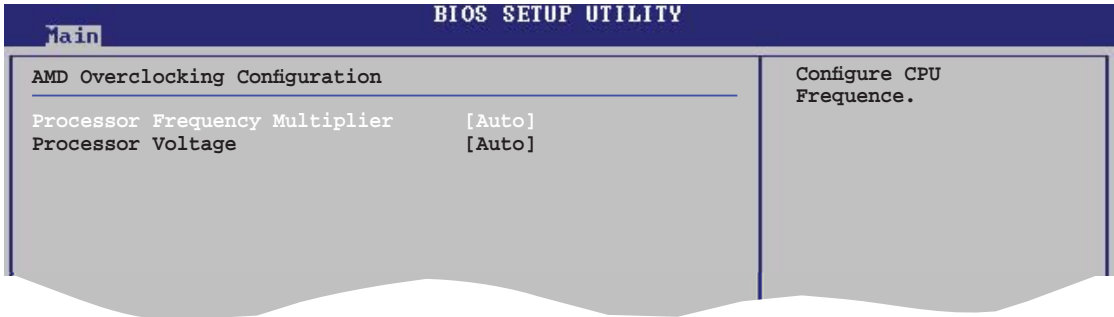 BIOS SETUP UTILITY
Main
AMD Overclocking Configuration
Processor Frequency Multiplier [Auto]
Processor Voltage [Auto]
Configure CPU
Frequence.